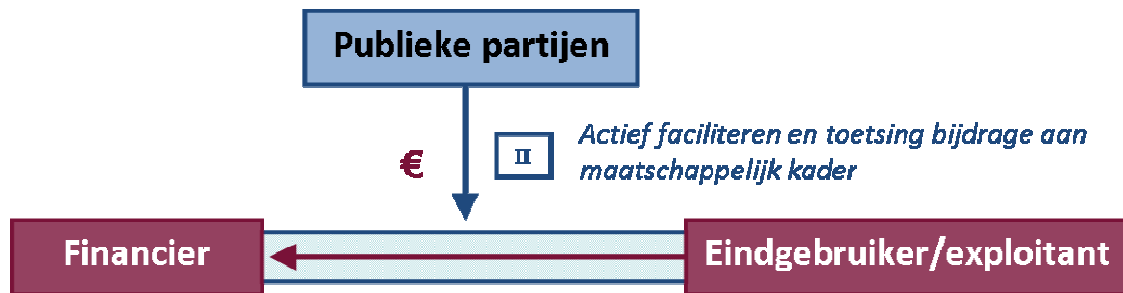 Publieke partijen
€
II
Actief faciliteren en toetsing bijdrage aan
maatschappelijk kader
Financier
Eindgebruiker/exploitant